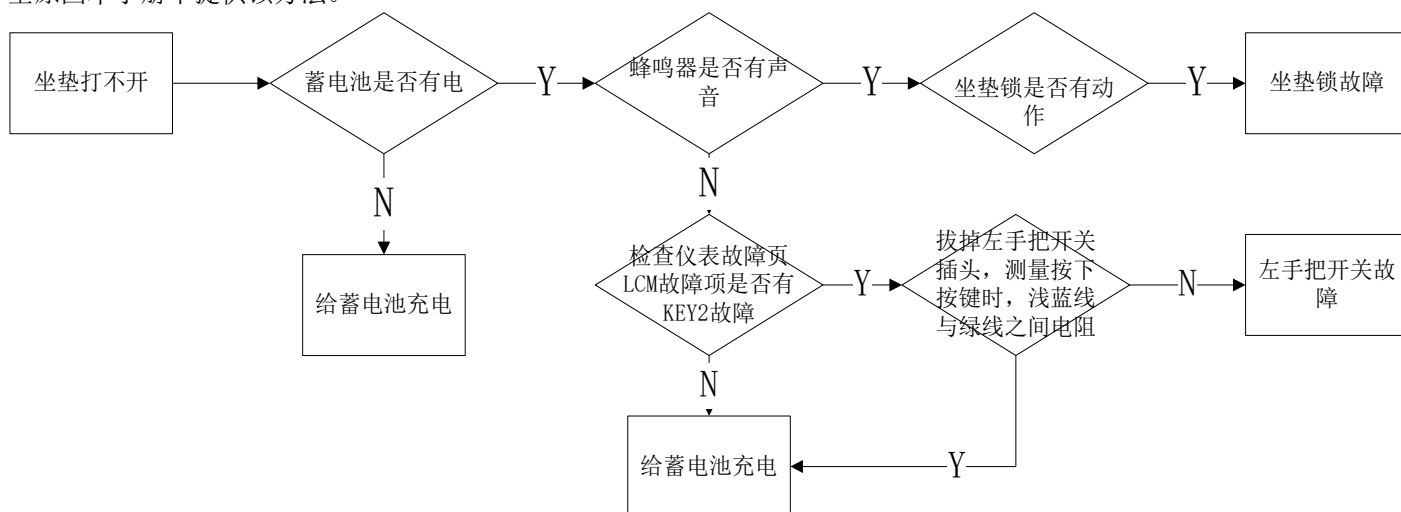 坐垫打不开
蓄电池是否有电
Y
蜂鸣器是否有声
音
Y
坐垫锁是否有动
作
Y
坐垫锁故障
N
N
给蓄电池充电
检查仪表故障页
LCM故障项是否有
KEY2故障
Y
拔掉左手把开关
插头，测量按下
按键时，浅蓝线
与绿线之间电阻
N
左手把开关故
障
N
给蓄电池充电
Y